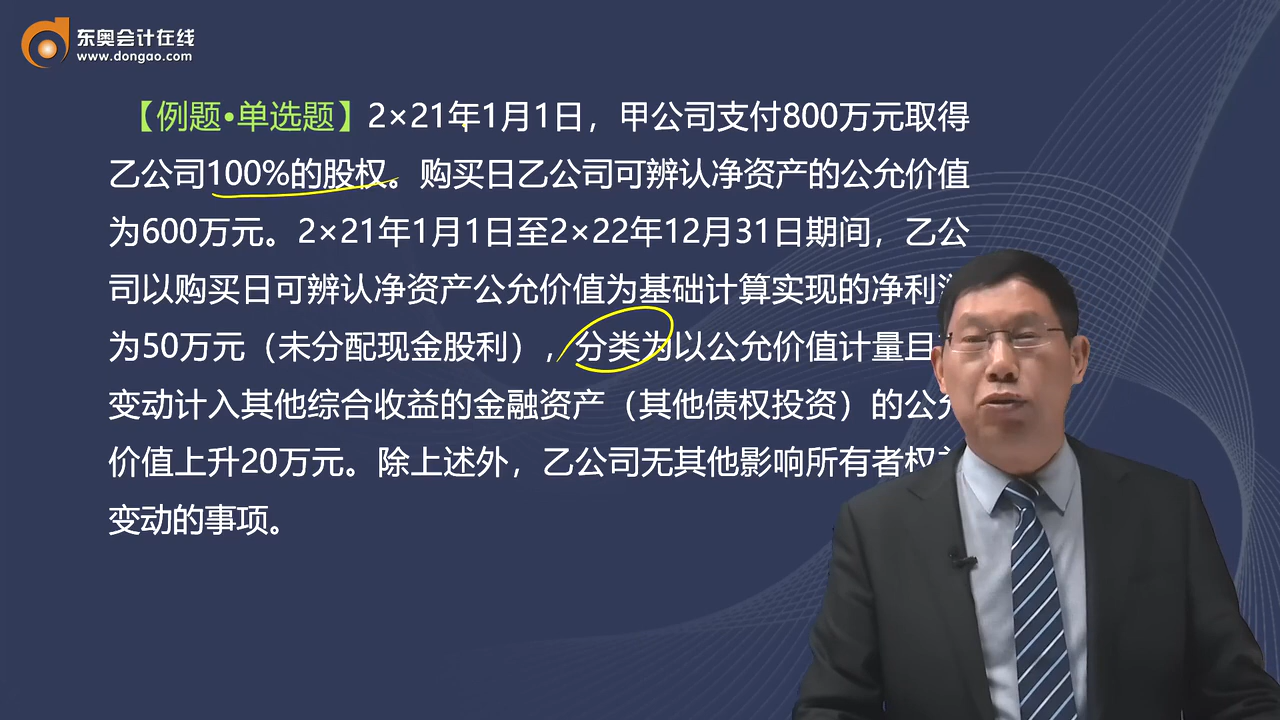 东奥会计在线
www.dongao.com
【例题•单选题】2×21年1月1日，甲公司支付800万元取得
乙公司100%的股权。购买日乙公司可辨认净资产的公允价值
为600万元。2×21年1月1日至2×22年12月31日期间，乙公
司以购买日可辨认净资产公允价值为基础计算实现的净利
为50万元（未分配现金股利），分类为以公允价值计量且
变动计入其他综合收益的金融资产（其他债权投资）的公允
价值上升20万元。除上述外，乙公司无其他影响所有者权
变动的事项。